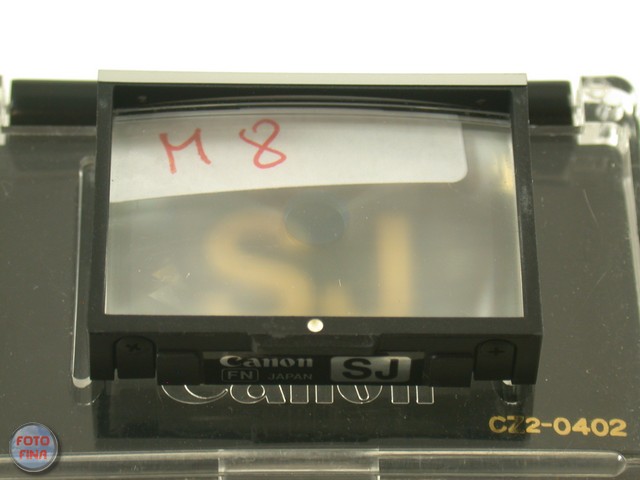 M 8
SJ
Canon SJ
FN JAPAN
Canon
CZ2-0402
FOTO
FINA